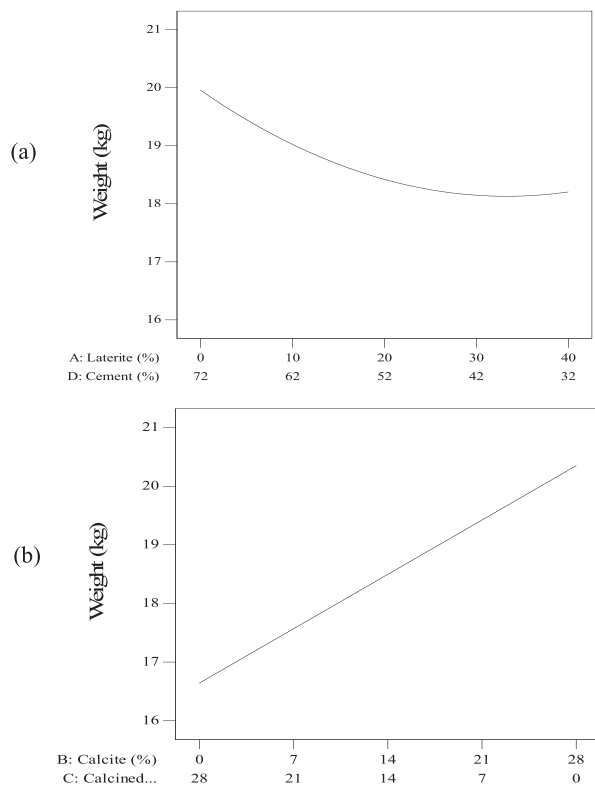 (a)
Weight (kg)
21
20
19
18
17
16
A: Laterite (%) 0 10 20 30 40
D: Cement (%) 72 62 52 42 32
(b)
Weight (kg)
21
20
19
18
17
16
B: Calcite (%) 0 7 14 21 28
C: Calcined... 28 21 14 7 0